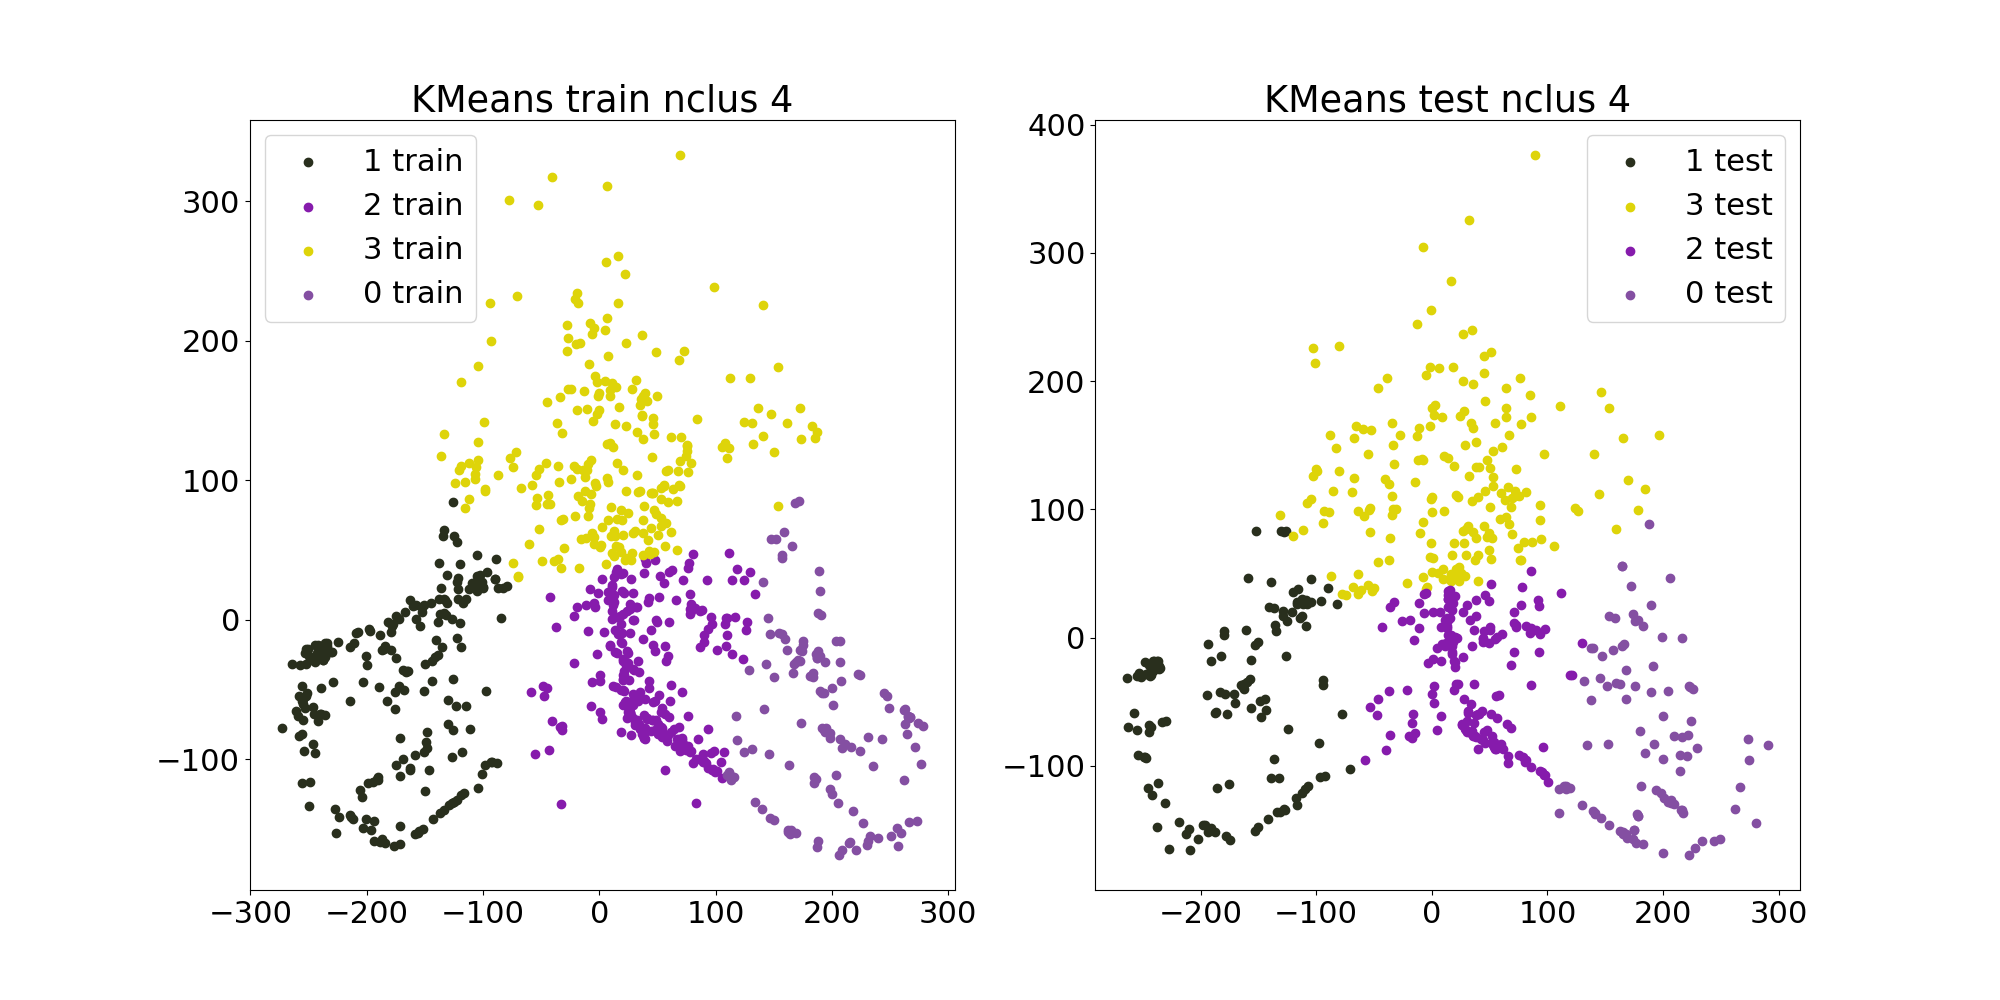 KMeans train nclus 4
1 train
2 train
3 train
0 train
300
200
100
0
−100
−300 −200 −100 0 100 200 300
KMeans test nclus 4
1 test
3 test
2 test
0 test
400
300
200
100
0
−100
−200 −100 0 100 200 300